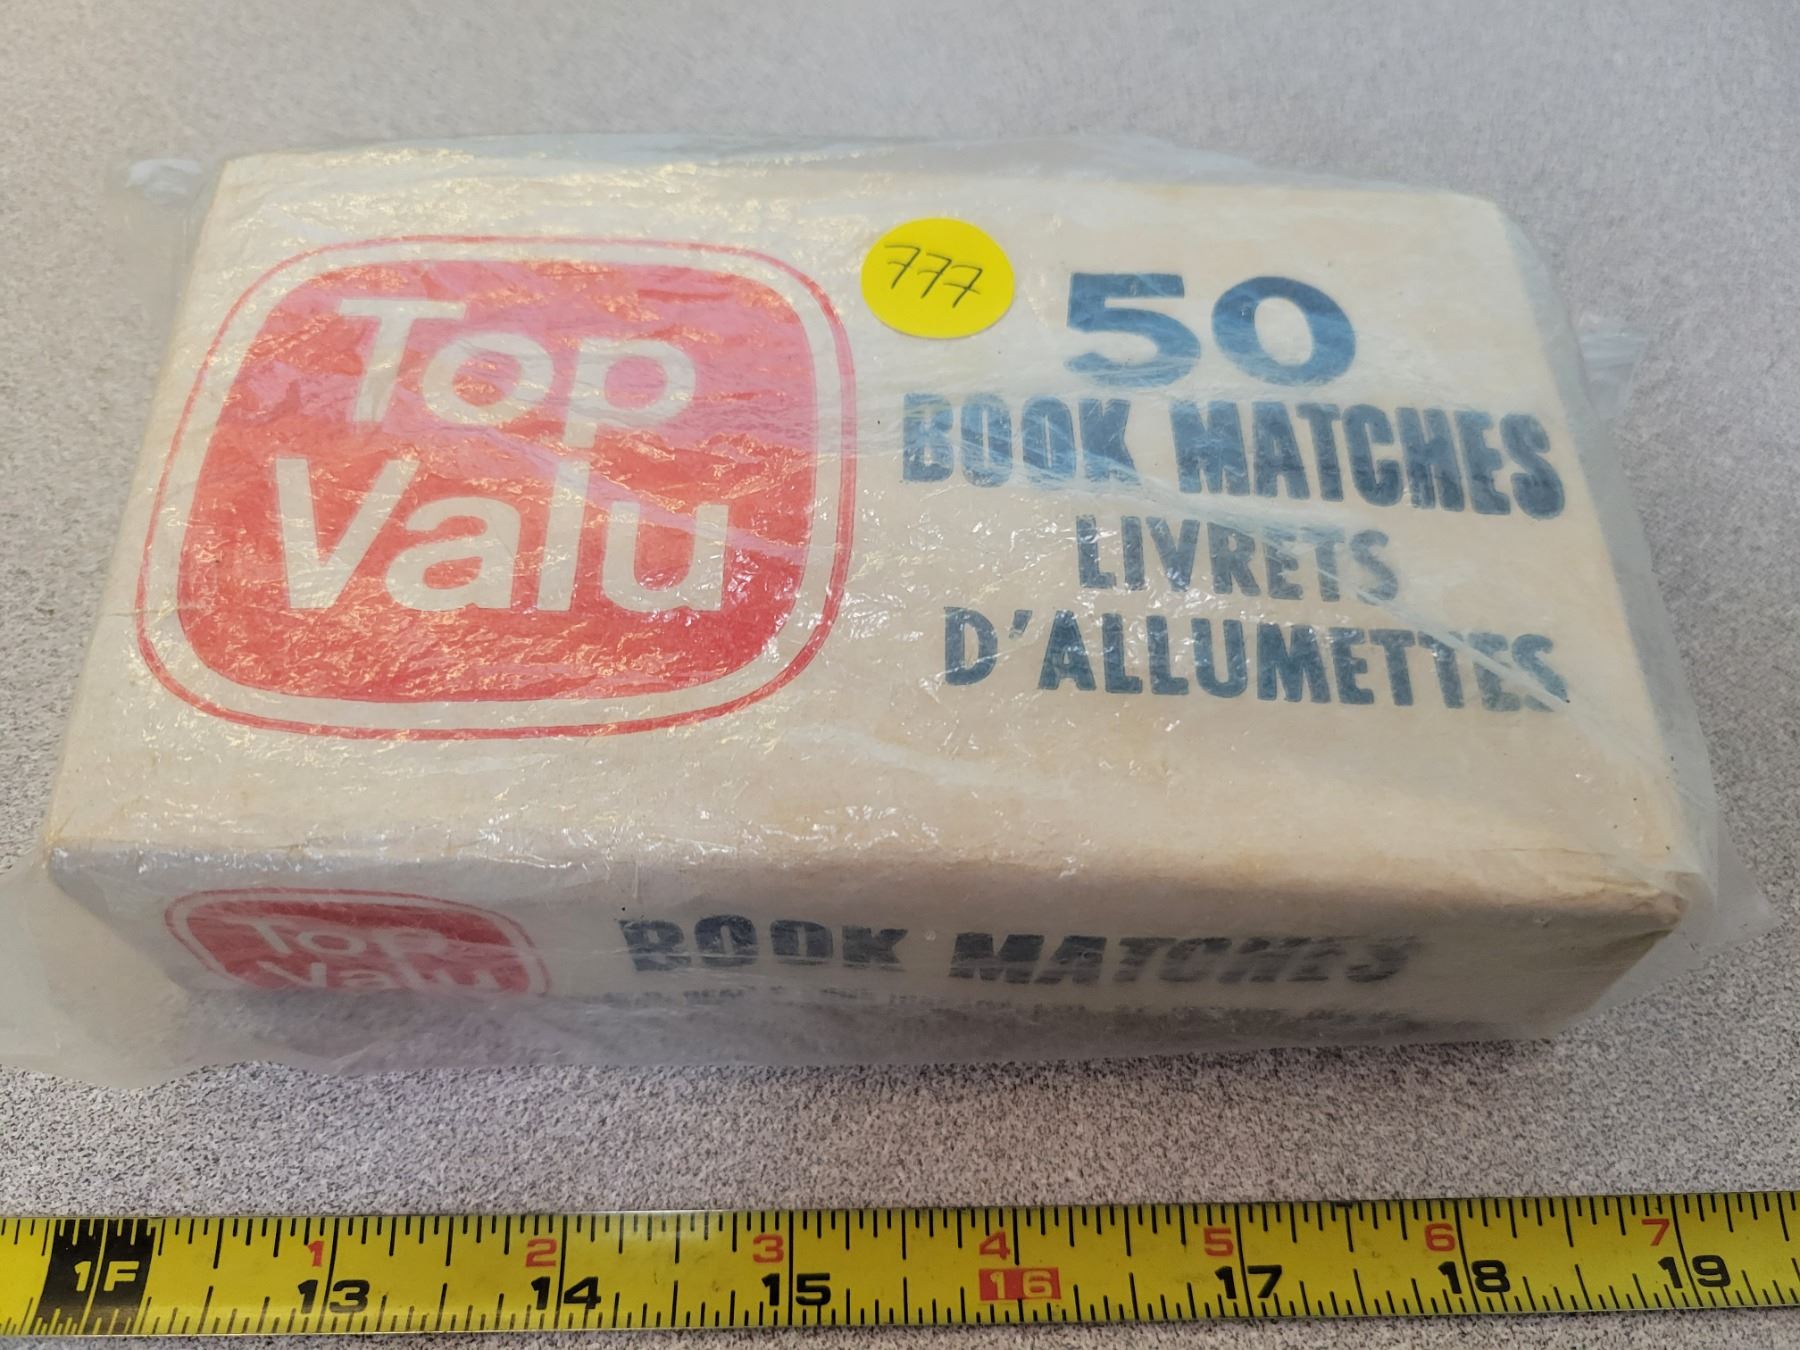 Top
Valu
777
50
BOOK MATCHES
LIVRETS
D'ALLUMETTES
Top
Valu
BOOK MATCHES
1F
1 2 3 4 5 6 7
13 14 15 16 17 18 19